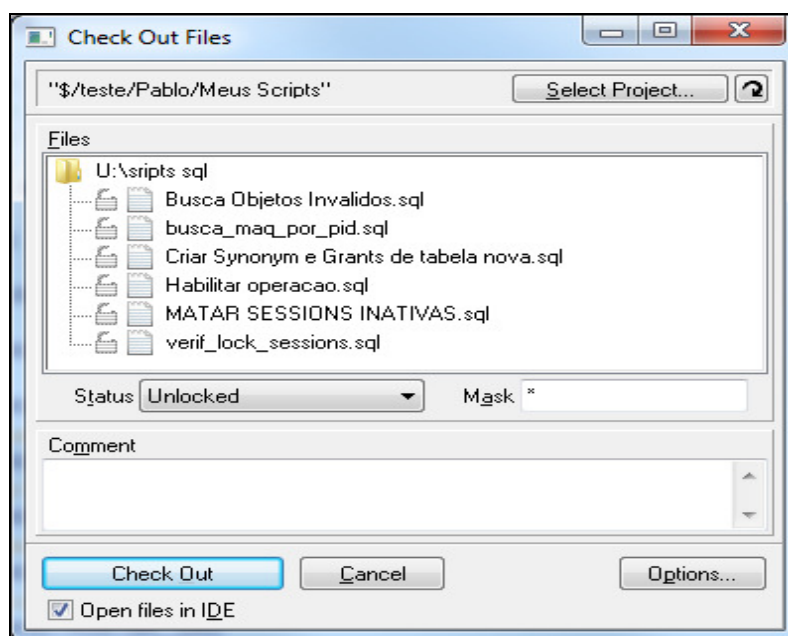 Check Out Files
"$/teste/Pablo/Meus Scripts" Select Project...
Files
U:\sripts sql
Busca Objetos Invalidos.sql
busca_maq_por_pid.sql
Criar Synonym e Grants de tabela nova.sql
Habilitar operacao.sql
MATAR SESSIONS INATIVAS.sql
verif_lock_sessions.sql
Status Unlocked Mask *
Comment
Check Out Cancel Options...
Open files in IDE